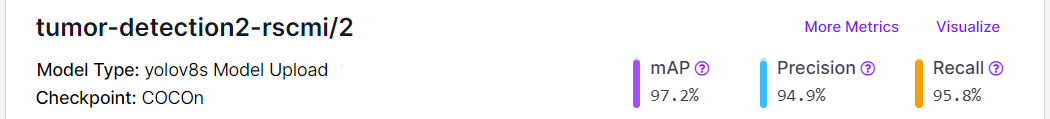 tumor-detection2-rscmi/2
More Metrics
Visualize
Model Type: yolov8s Model Upload
Checkpoint: COCOn
mAP
97.2%
Precision
94.9%
Recall
95.8%